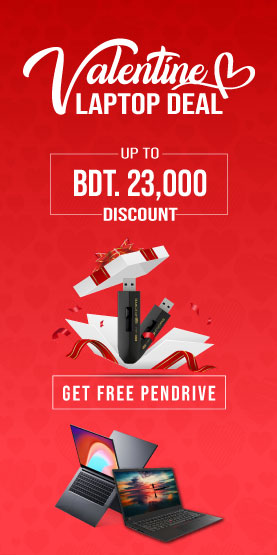 Valentine
LAPTOP DEAL
UP TO
BDT. 23,000
DISCOUNT
GET FREE PENDRIVE